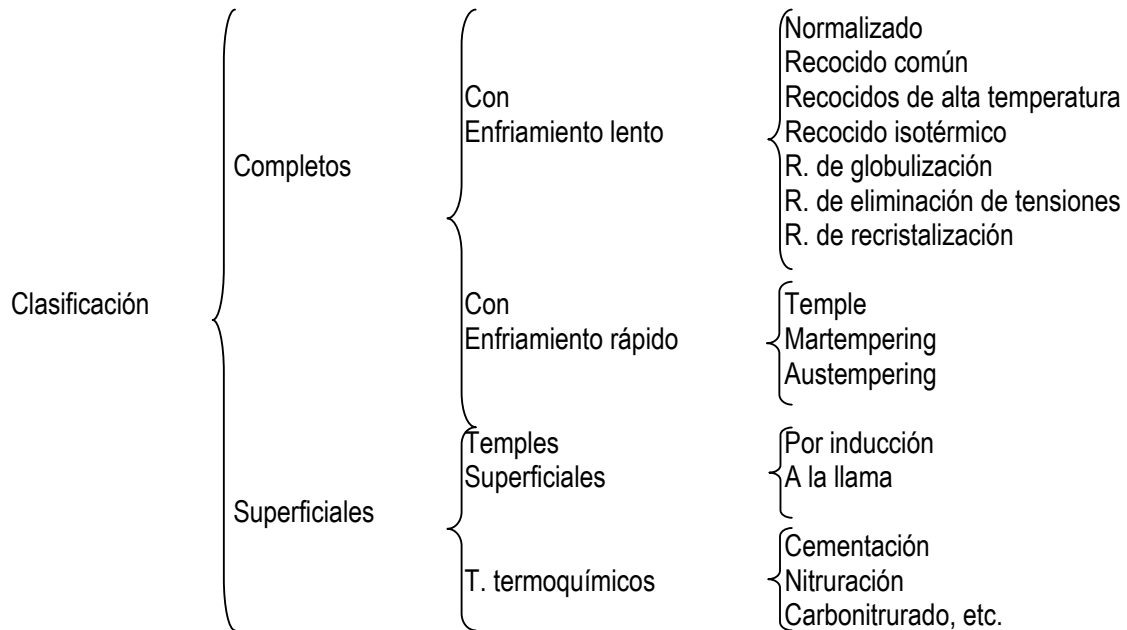 Clasificación
Completos
Con
Enfriamiento lento
Normalizado
Recocido común
Recocidos de alta temperatura
Recocido isotérmico
R. de globulización
R. de eliminación de tensiones
R. de recristalización
Con
Enfriamiento rápido
Temple
Martempering
Austempering
Superficiales
Temples
Superficiales
Por inducción
A la llama
T. termoquímicos
Cementación
Nitruración
Carbonitrurado, etc.